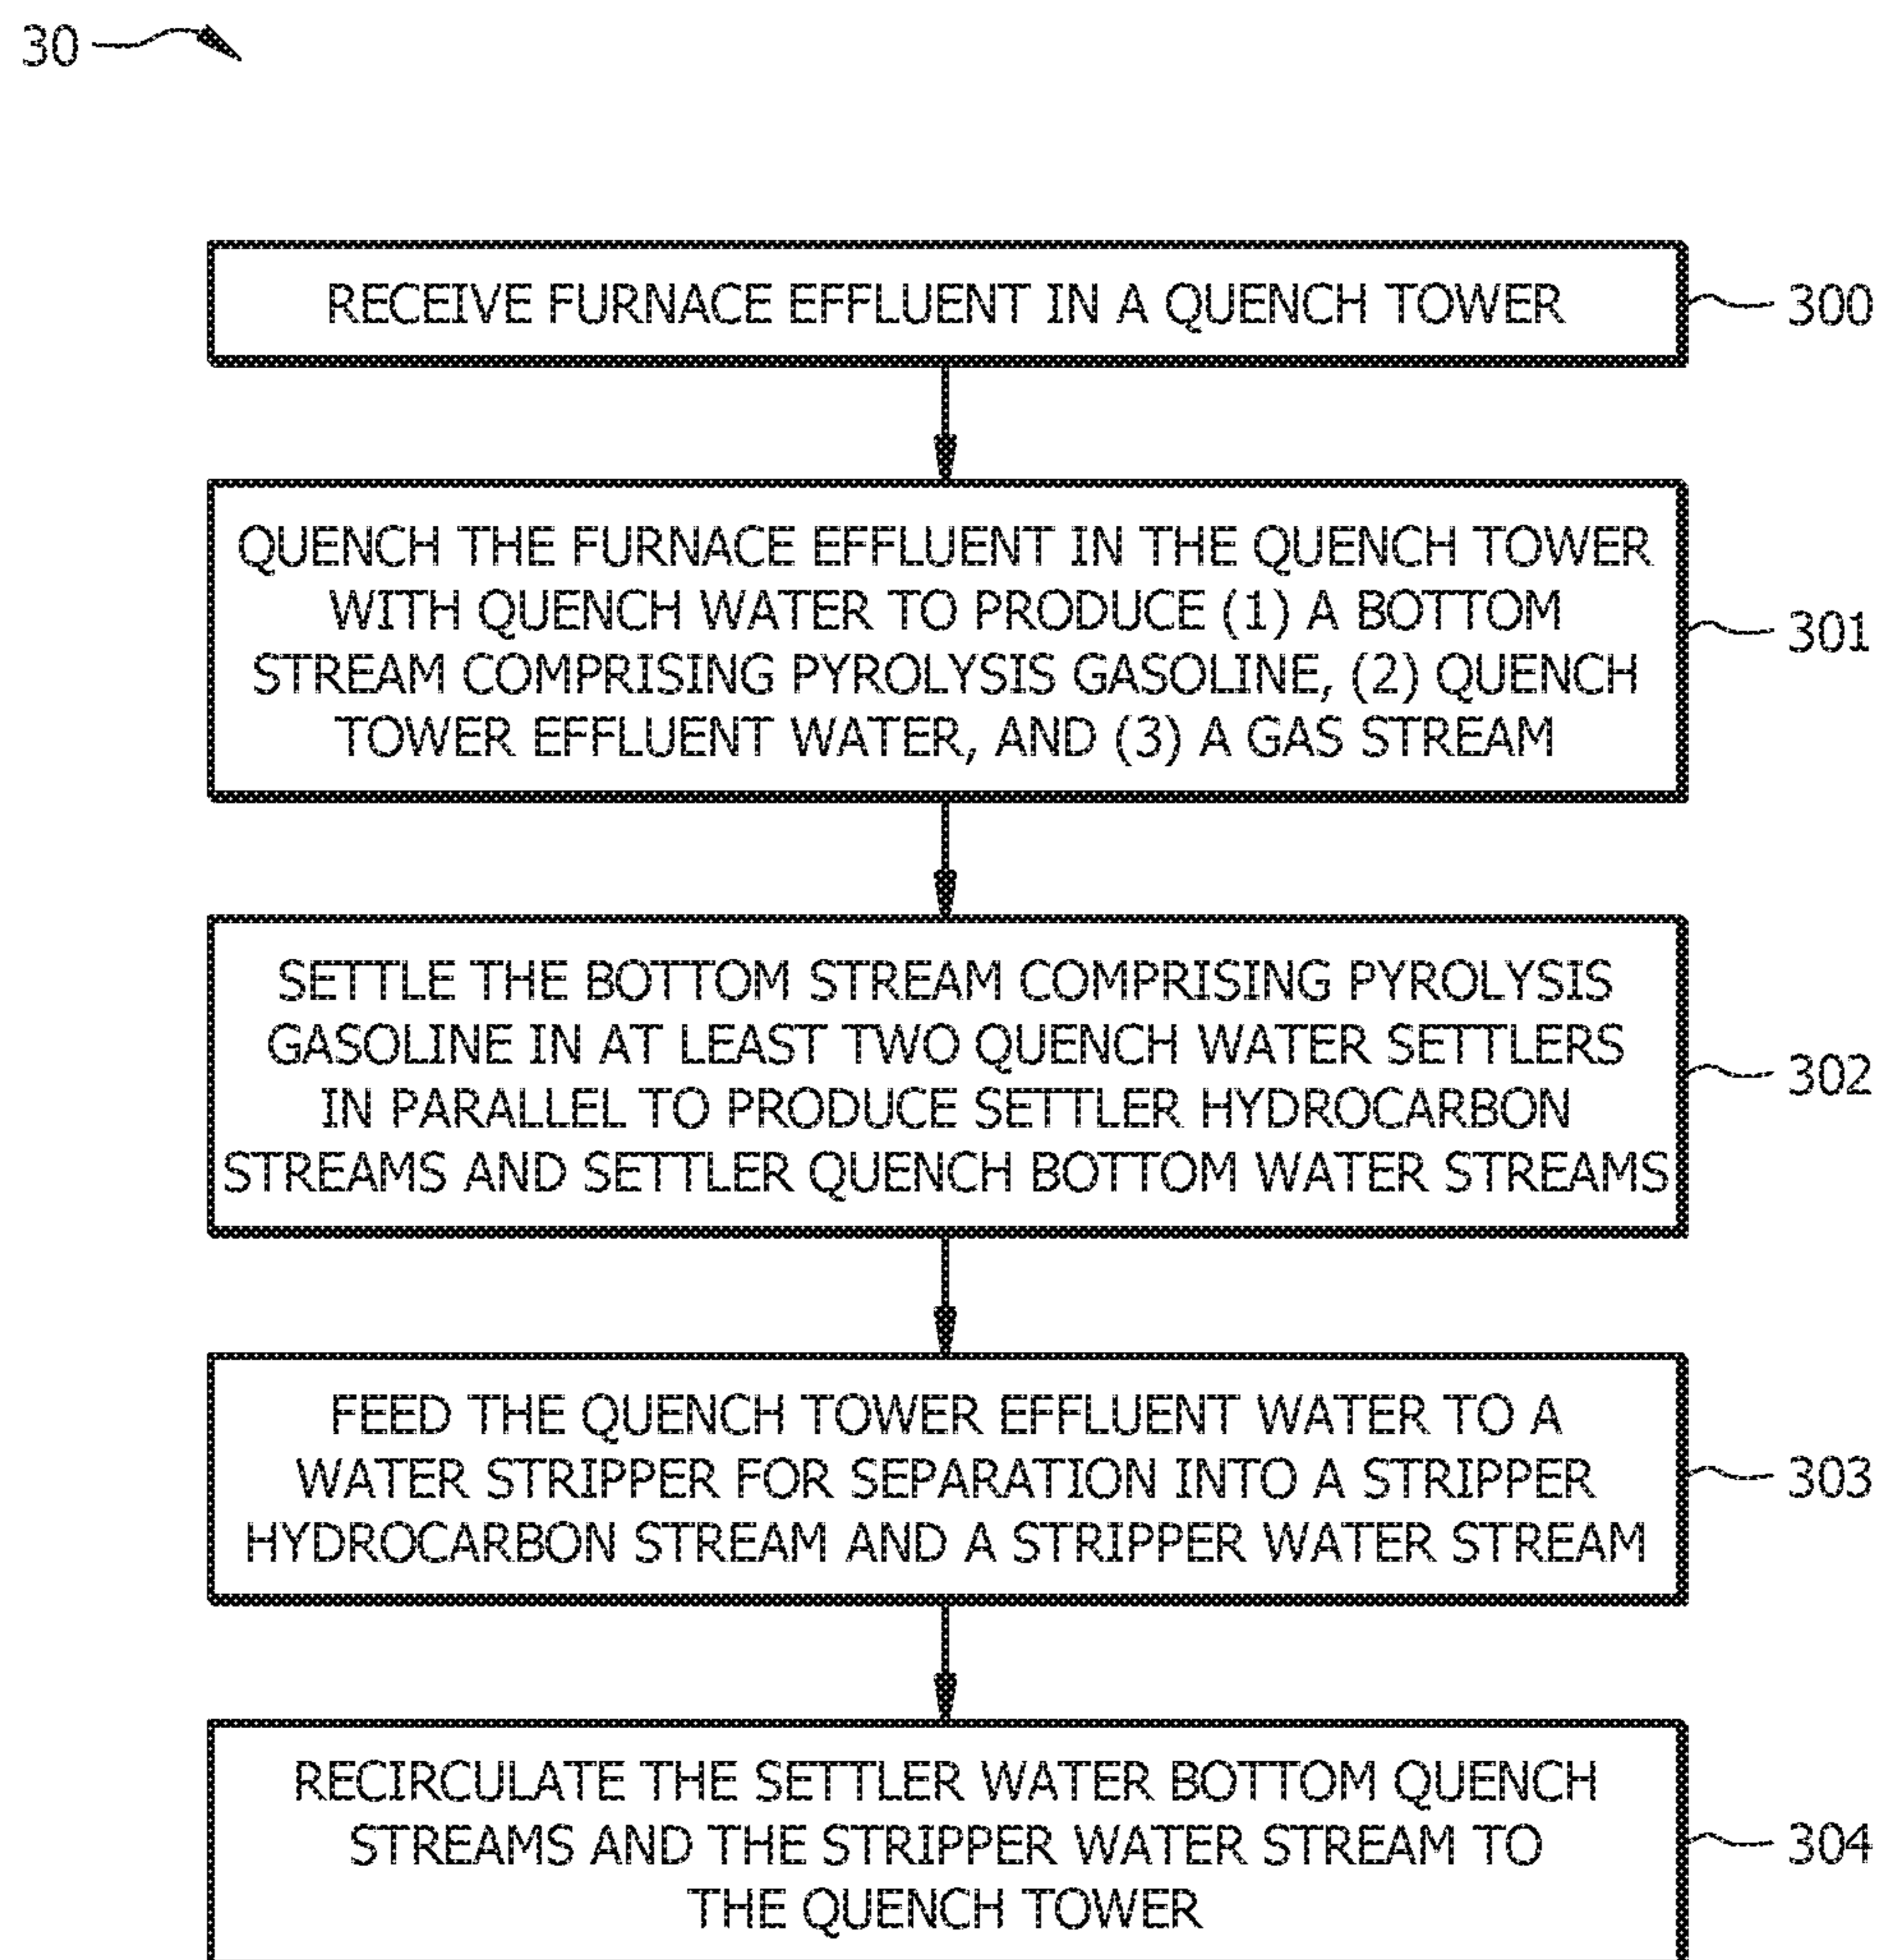 30
RECEIVE FURNACE EFFLUENT IN A QUENCH TOWER
300
QUENCH THE FURNACE EFFLUENT IN THE QUENCH TOWER
WITH QUENCH WATER TO PRODUCE (1) A BOTTOM
STREAM COMPRISING PYROLYSIS GASOLINE, (2) QUENCH
TOWER EFFLUENT WATER, AND (3) A GAS STREAM
301
SETTLE THE BOTTOM STREAM COMPRISING PYROLYSIS
GASOLINE IN AT LEAST TWO QUENCH WATER SETTLERS
IN PARALLEL TO PRODUCE SETTLER HYDROCARBON
STREAMS AND SETTLER QUENCH BOTTOM WATER STREAMS
302
FEED THE QUENCH TOWER EFFLUENT WATER TO A
WATER STRIPPER FOR SEPARATION INTO A STRIPPER
HYDROCARBON STREAM AND A STRIPPER WATER STREAM
303
RECIRCULATE THE SETTLER WATER BOTTOM QUENCH
STREAMS AND THE STRIPPER WATER STREAM TO
THE QUENCH TOWER
304